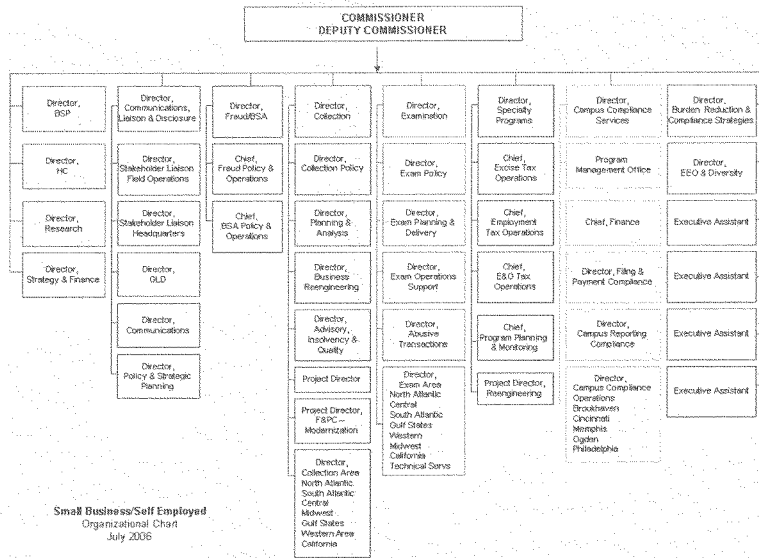 COMMISSIONER
DEPUTY COMMISSIONER
Director,
BSP
Director,
HC
Director,
Research
Director,
Strategy & Finance
Director,
Communications,
Liaison & Disclosure
Director,
Stakeholder Liaison
Field Operations
Director,
Stakeholder Liaison
Headquarters
Director,
GLD
Director,
Communications
Director,
Policy & Strategic
Planning
Director,
Fraud/BSA
Chief,
Fraud Policy &
Operations
Chief,
BSA Policy &
Operations
Director,
Collection
Director,
Collection Policy
Director,
Planning &
Analysis
Director,
Business
Reengineering
Director,
Advisory,
Insolvency &
Quality
Project Director
Project Director,
F&PC –
Modernization
Director,
Collection Area
North Atlantic
South Atlantic
Central
Midwest
Gulf States
Western Area
California
Director,
Examination
Director,
Exam Policy
Director,
Exam Planning &
Delivery
Director,
Exam Operations
Support
Director,
Abusive
Transactions
Director,
Exam Area
North Atlantic
Central
South Atlantic
Gulf States
Western
Midwest
California
Technical Servs
Director,
Specialty
Programs
Chief,
Excise Tax
Operations
Chief,
Employment
Tax Operations
Chief,
E&G Tax
Operations
Chief,
Program Planning
& Monitoring
Project Director,
Reengineering
Director,
Campus Compliance
Services
Program
Management Office
Chief, Finance
Director, Filing &
Payment Compliance
Director,
Campus Reporting
Compliance
Director,
Campus Compliance
Operations
Brookhaven
Cincinnati
Memphis
Ogden
Philadelphia
Director,
Burden Reduction &
Compliance Strategies
Director,
EEO & Diversity
Executive Assistant
Executive Assistant
Executive Assistant
Executive Assistant
Small Business/Self Employed
Organizational Chart
July 2006